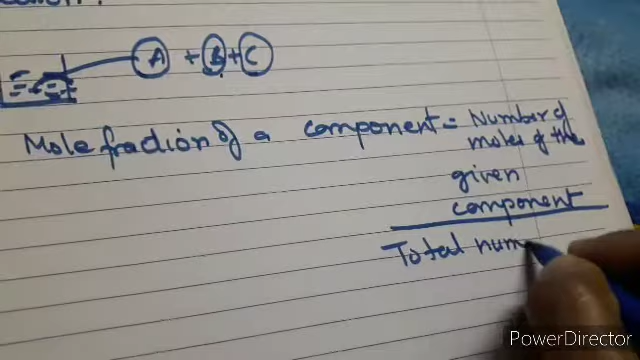 A + B + C
Mole fraction of a component = Number of
moles of the
given
component
Total num
PowerDirector